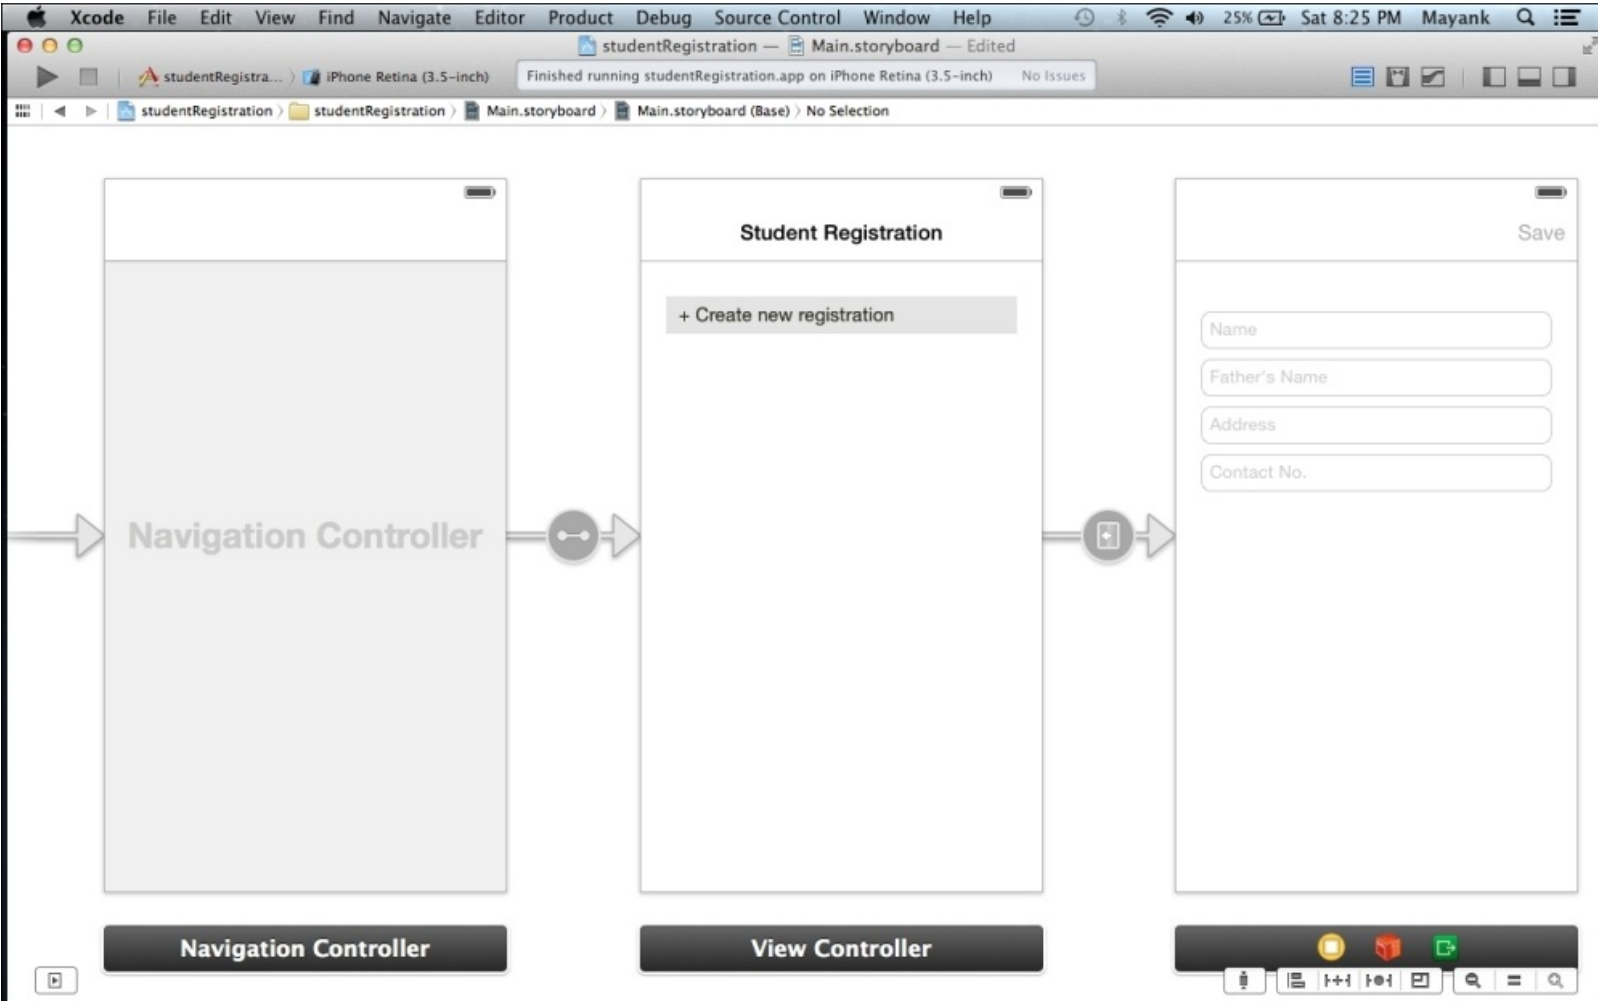 Xcode File Edit View Find Navigate Editor Product Debug Source Control Window Help 25% Sat 8:25 PM Mayank
studentRegistration — Main.storyboard — Edited
studentRegistra... iPhone Retina (3.5-inch) Finished running studentRegistration.app on iPhone Retina (3.5-inch) No Issues
studentRegistration studentRegistration Main.storyboard Main.storyboard (Base) No Selection
Student Registration
Save
+ Create new registration
Name
Father's Name
Address
Contact No.
Navigation Controller
Navigation Controller
View Controller